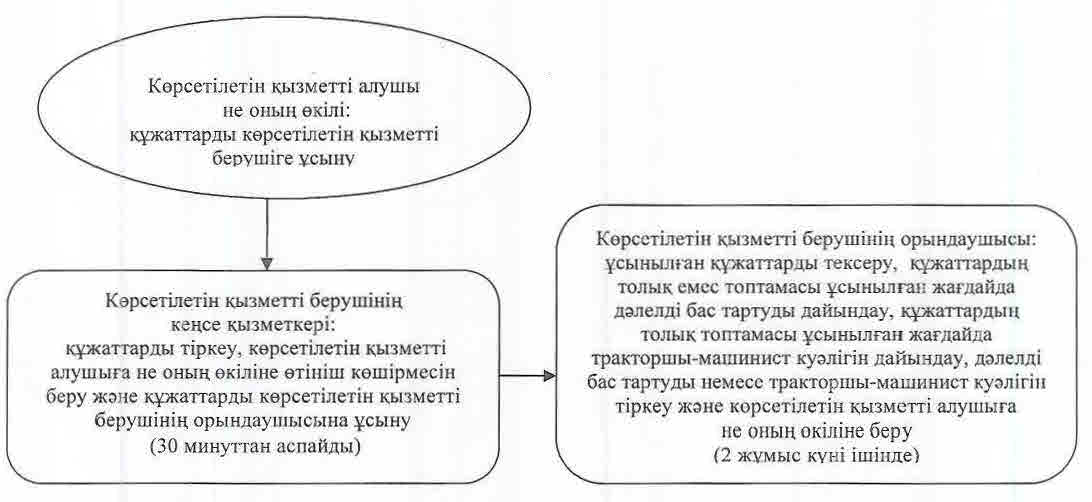 Көрсетілетін қызметті алушы
не оның өкілі:
құжаттарды көрсетілетін қызметті
берушіге ұсыну
Көрсетілетін қызметті берушінің
кеңсе қызметкері:
құжаттарды тіркеу, көрсетілетін қызметті
алушыға не оның өкіліне өтініш көшірмесін
беру және құжаттарды көрсетілетін қызметті
берушінің орындаушысына ұсыну
(30 минуттан аспайды)
Көрсетілетін қызметті берушінің орындаушысы:
ұсынылған құжаттарды тексеру, құжаттардың
толық емес топтамасы ұсынылған жағдайда
дәлелді бас тартуды дайындау, құжаттардың
толық топтамасы ұсынылған жағдайда
тракторшы-машинист куәлігін дайындау, дәлелді
бас тартуды немесе тракторшы-машинист куәлігін
тіркеу және көрсетілетін қызметті алушыға
не оның өкіліне беру
(2 жұмыс күні ішінде)